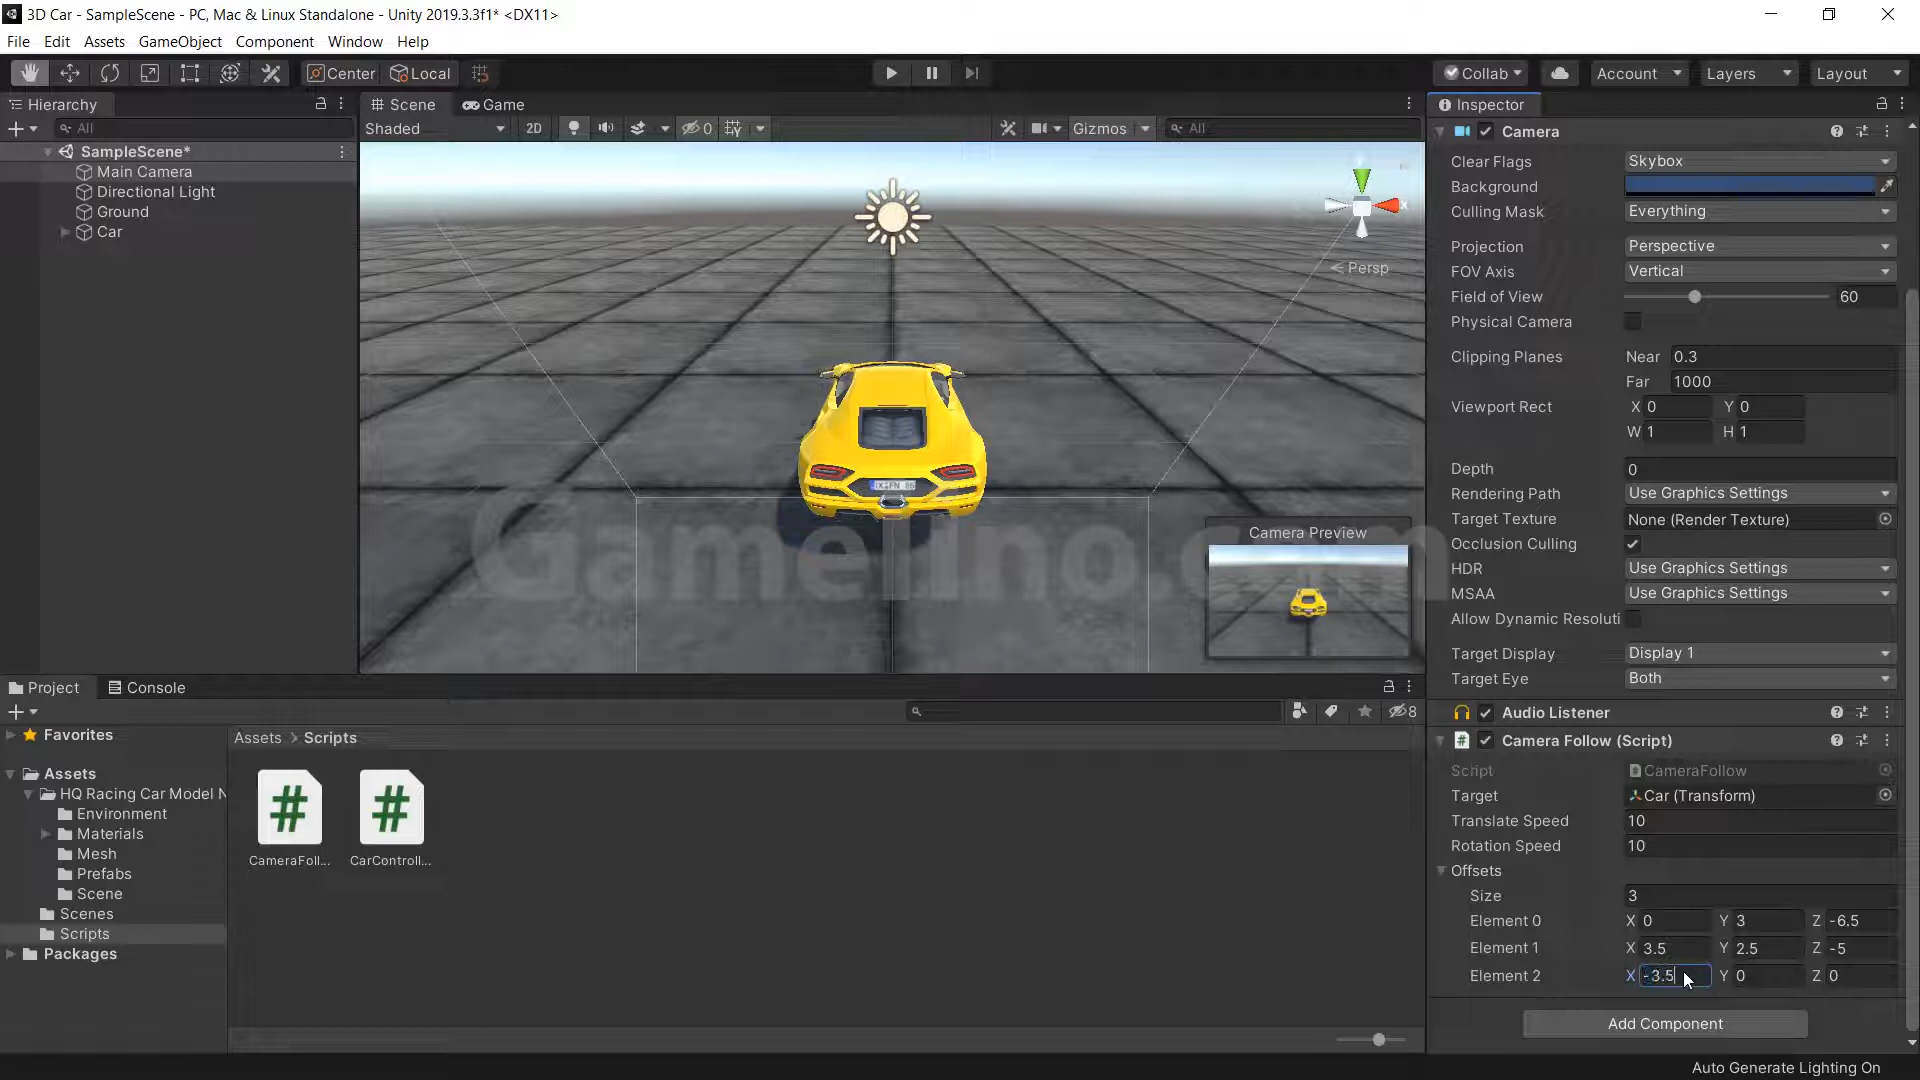 3D Car - SampleScene - PC, Mac & Linux Standalone - Unity 2019.3.3f1* <DX11>
File Edit Assets GameObject Component Window Help
Center Local Collab Account Layers Layout
Hierarchy
All
SampleScene*
Main Camera
Directional Light
Ground
Car
Scene Game
Shaded 2D 0 Gizmos All
x
Persp
Gametino.com
Camera Preview
Inspector
Camera
Clear Flags Skybox
Background
Culling Mask Everything
Projection Perspective
FOV Axis Vertical
Field of View 60
Physical Camera
Clipping Planes Near 0.3
Far 1000
Viewport Rect X 0 Y 0
W 1 H 1
Depth 0
Rendering Path Use Graphics Settings
Target Texture None (Render Texture)
Occlusion Culling
HDR Use Graphics Settings
MSAA Use Graphics Settings
Allow Dynamic Resoluti
Target Display Display 1
Target Eye Both
Audio Listener
Camera Follow (Script)
Script CameraFollow
Target Car (Transform)
Translate Speed 10
Rotation Speed 10
Offsets
Size 3
Element 0 X 0 Y 3 Z -6.5
Element 1 X 3.5 Y 2.5 Z -5
Element 2 X -3.5 Y 0 Z 0
Add Component
Project Console
8
Favorites
Assets
HQ Racing Car Model N
Environment
Materials
Mesh
Prefabs
Scene
Scenes
Scripts
Packages
Assets > Scripts
CameraFoll...
CarControll...
Auto Generate Lighting On